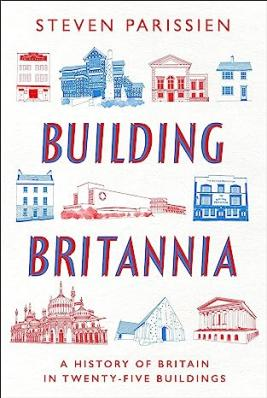 STEVEN PARISSIEN
BUILDING
BRITANNIA
A HISTORY OF BRITAIN
IN TWENTY-FIVE BUILDINGS